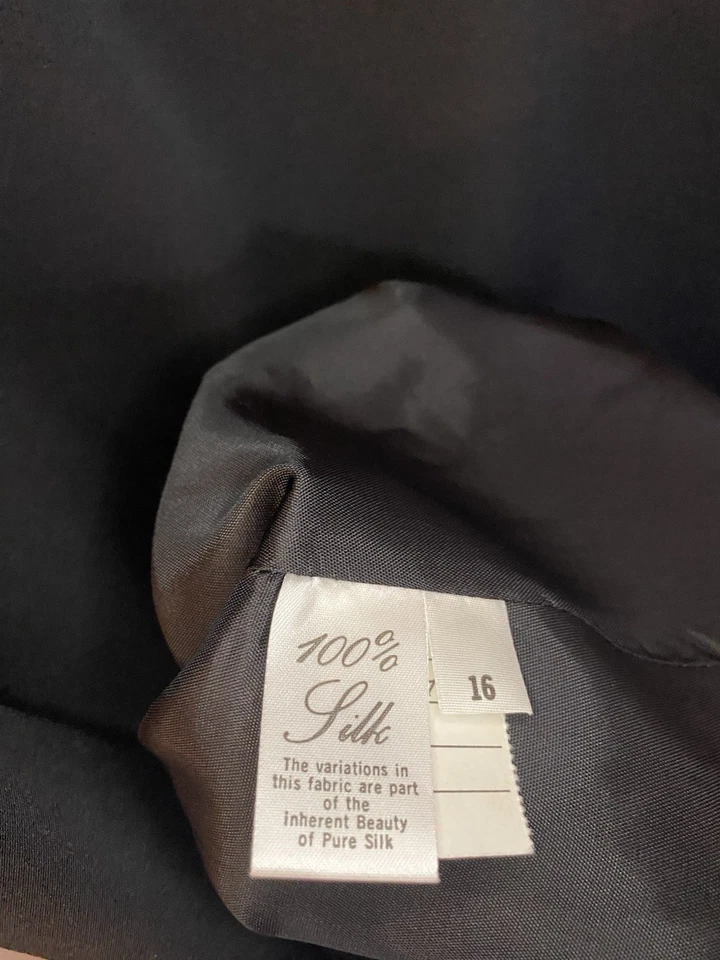 100%
Silk
The variations in
this fabric are part
of the
inherent Beauty
of Pure Silk
16